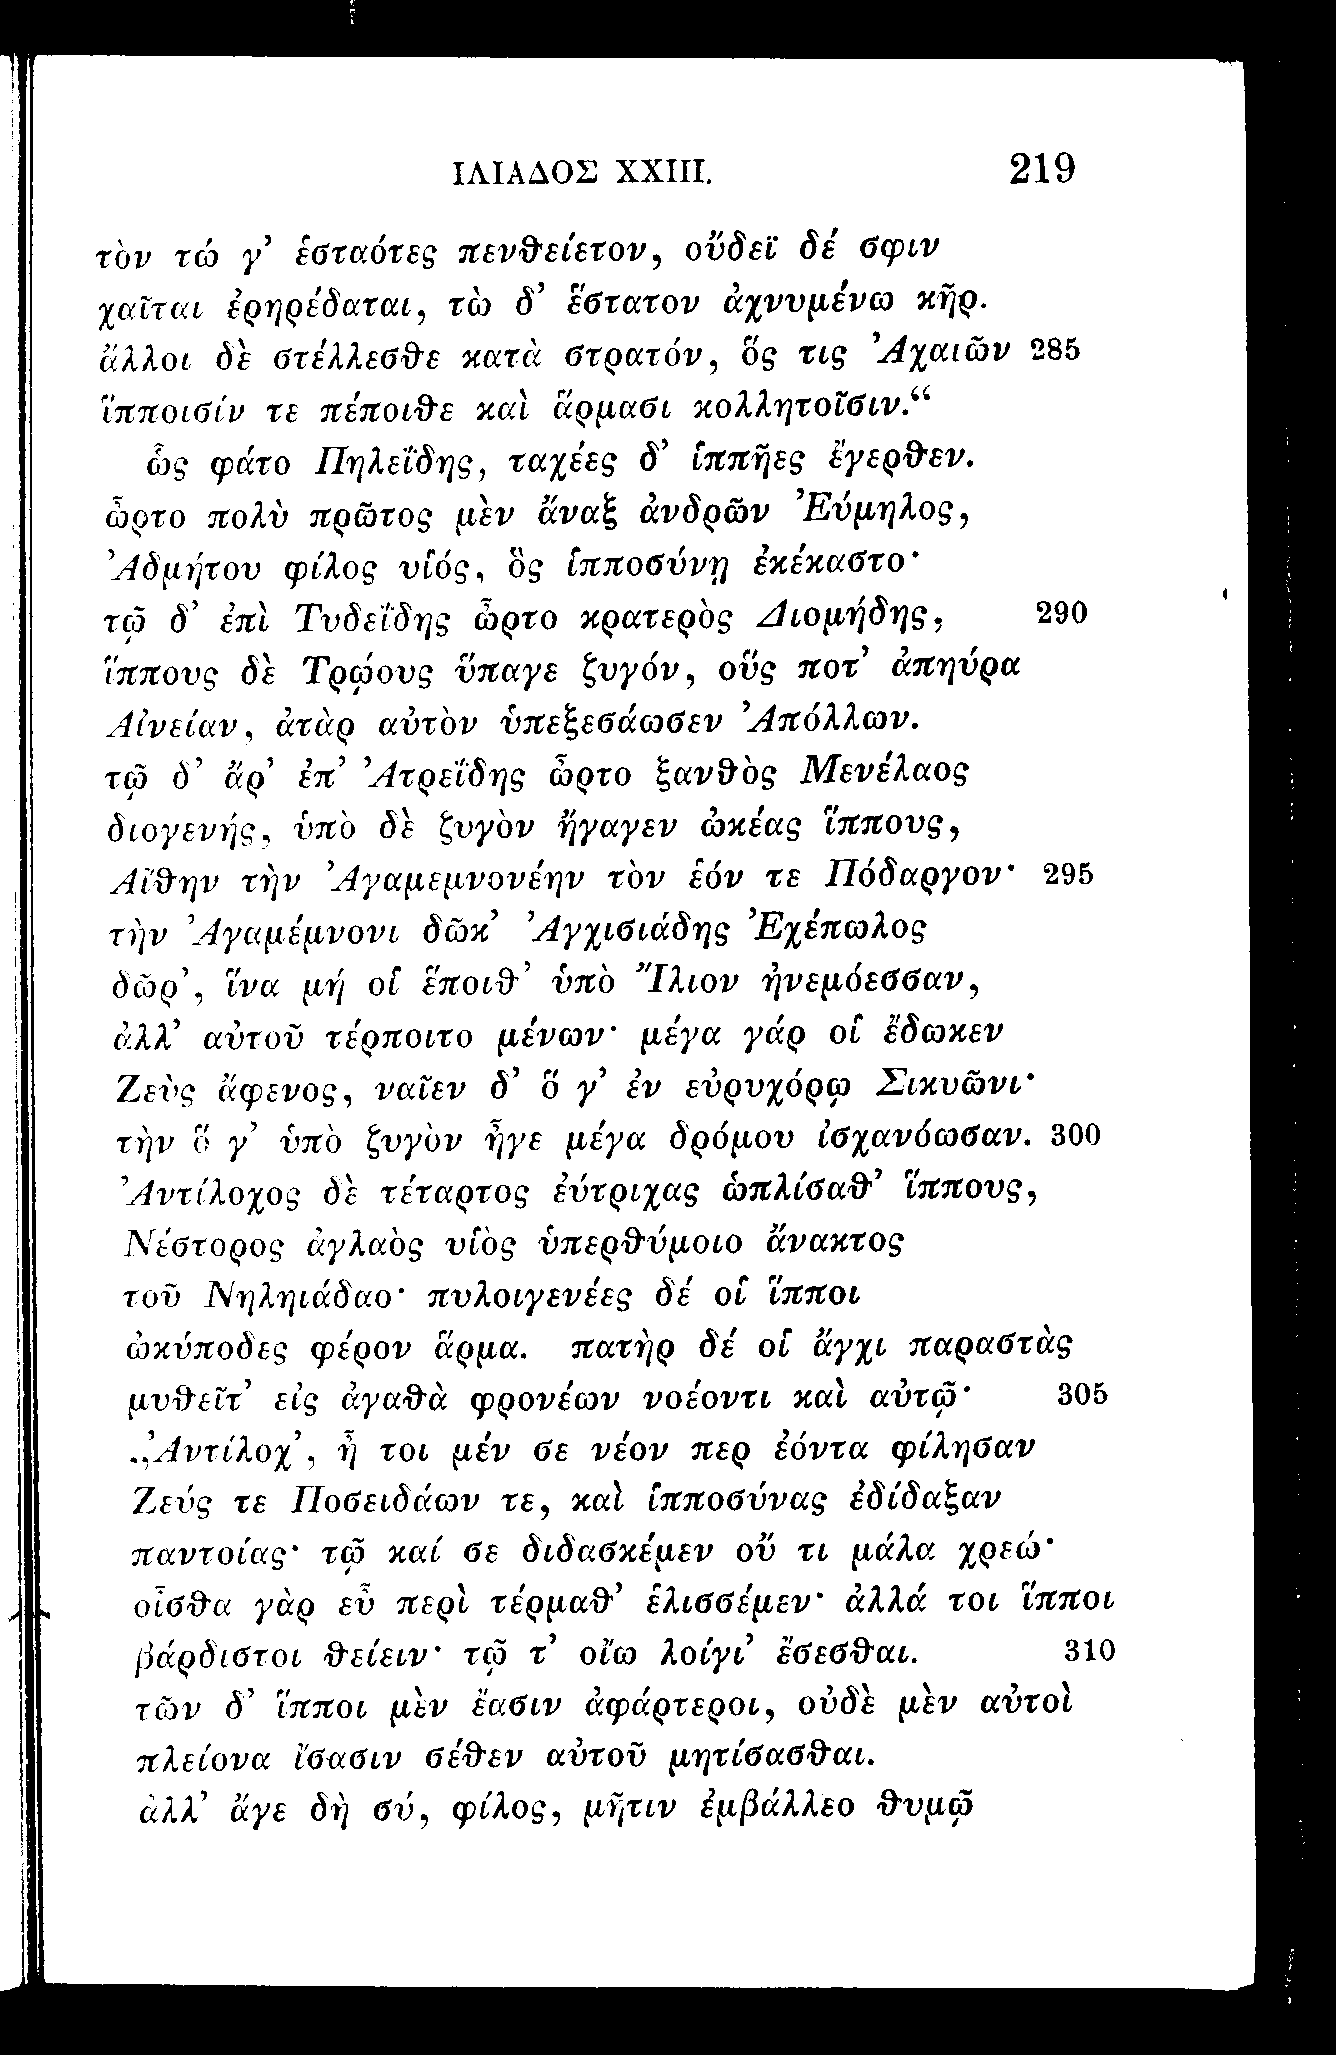 ΙΛΙΑΔΟΣ XXIII. 219
τὸν τώ γ’ ἑσταότες πενθείετον, οὔδεϊ δέ σφιν
χαῖται ἐρηρέδαται, τὼ δ’ ἕστατον ἀχνυμένω κῆρ.
ἄλλοι δὲ στέλλεσθε κατὰ στρατόν, ὅς τις Ἀχαιῶν 285
ἵπποισίν τε πέποιθε καὶ ἅρμασι κολλητοῖσιν.“
ὣς φάτο Πηλεΐδης, ταχέες δ’ ἱππῆες ἔγερθεν.
ὦρτο πολὺ πρῶτος μὲν ἄναξ ἀνδρῶν Ἐύμηλος,
Ἀδμήτου φίλος υἱός, ὃς ἱπποσύνῃ ἐκέκαστο·
τῷ δ’ ἐπὶ Τυδεΐδης ὦρτο κρατερὸς Διομήδης, 290
ἵππους δὲ Τρῴους ὕπαγε ζυγόν, οὕς ποτ’ ἀπηύρα
Αἰνείαν, ἀτὰρ αὐτὸν ὑπεξεσάωσεν Ἀπόλλων.
τῷ δ’ ἄρ’ ἐπ’ Ἀτρεΐδης ὦρτο ξανθὸς Μενέλαος
διογενής, ὑπὸ δὲ ζυγὸν ἤγαγεν ὠκέας ἵππους,
Αἴθην τὴν Ἀγαμεμνονέην τὸν ἑόν τε Πόδαργον· 295
τὴν Ἀγαμέμνονι δῶκ’ Ἀγχισιάδης Ἐχέπωλος
δῶρ’, ἵνα μή οἱ ἕποιθ’ ὑπὸ Ἴλιον ἠνεμόεσσαν,
ἀλλ’ αὐτοῦ τέρποιτο μένων· μέγα γάρ οἱ ἔδωκεν
Ζεὺς ἄφενος, ναῖεν δ’ ὅ γ’ ἐν εὐρυχόρῳ Σικυῶνι·
τὴν ὅ γ’ ὑπὸ ζυγὸν ἦγε μέγα δρόμου ἰσχανόωσαν. 300
Ἀντίλοχος δὲ τέταρτος ἐύτριχας ὡπλίσαθ’ ἵππους,
Νέστορος ἀγλαὸς υἱὸς ὑπερθύμοιο ἄνακτος
τοῦ Νηληιάδαο· πυλοιγενέες δέ οἱ ἵπποι
ὠκύποδες φέρον ἅρμα. πατὴρ δέ οἱ ἄγχι παραστὰς
μυθεῖτ’ εἰς ἀγαθὰ φρονέων νοέοντι καὶ αὐτῷ· 305
„Ἀντίλοχ’, ἦ τοι μέν σε νέον περ ἐόντα φίλησαν
Ζεύς τε Ποσειδάων τε, καὶ ἱπποσύνας ἐδίδαξαν
παντοίας· τῷ καί σε διδασκέμεν οὔ τι μάλα χρεώ·
οἶσθα γὰρ εὖ περὶ τέρμαθ’ ἑλισσέμεν· ἀλλά τοι ἵπποι
βάρδιστοι θείειν· τῷ τ’ οἴω λοίγι’ ἔσεσθαι. 310
τῶν δ’ ἵπποι μὲν ἔασιν ἀφάρτεροι, οὐδὲ μὲν αὐτοὶ
πλείονα ἴσασιν σέθεν αὐτοῦ μητίσασθαι.
ἀλλ’ ἄγε δὴ σύ, φίλος, μῆτιν ἐμβάλλεο θυμῷ